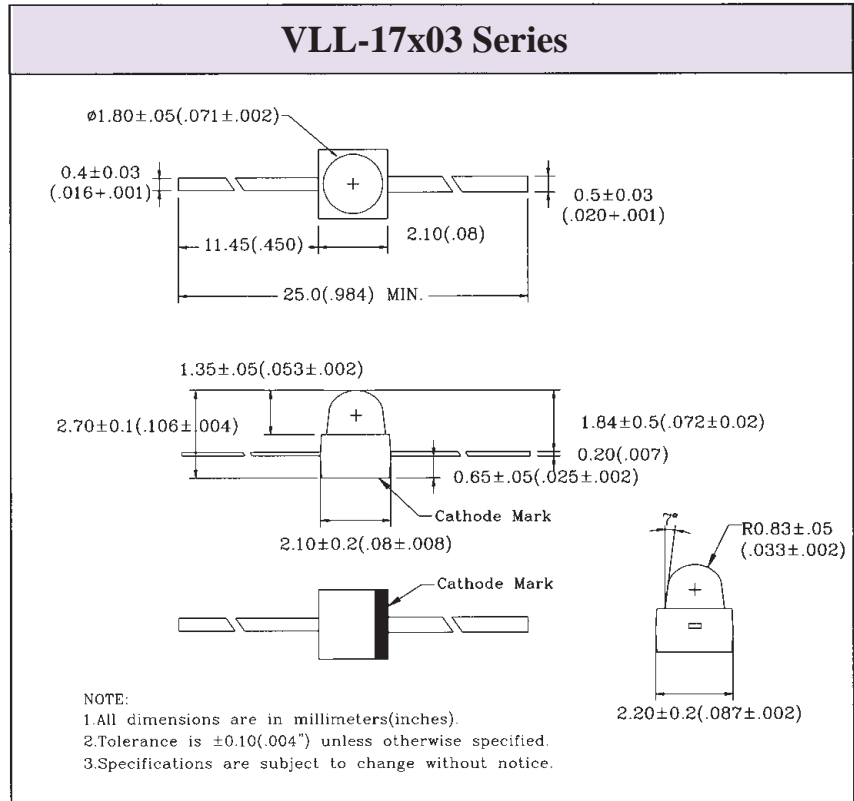 VLL-17x03 Series
ø1.80±.05(.071±.002)
0.4±0.03
(.016+.001)
0.5±0.03
(.020+.001)
11.45(.450)
2.10(.08)
25.0(.984) MIN.
1.35±.05(.053±.002)
2.70±0.1(.106±.004)
1.84±0.5(.072±0.02)
0.20(.007)
0.65±.05(.025±.002)
Cathode Mark
2.10±0.2(.08±.008)
7°
R0.83±.05
(.033±.002)
Cathode Mark
2.20±0.2(.087±.002)
NOTE:
1.All dimensions are in millimeters(inches).
2.Tolerance is ±0.10(.004") unless otherwise specified.
3.Specifications are subject to change without notice.